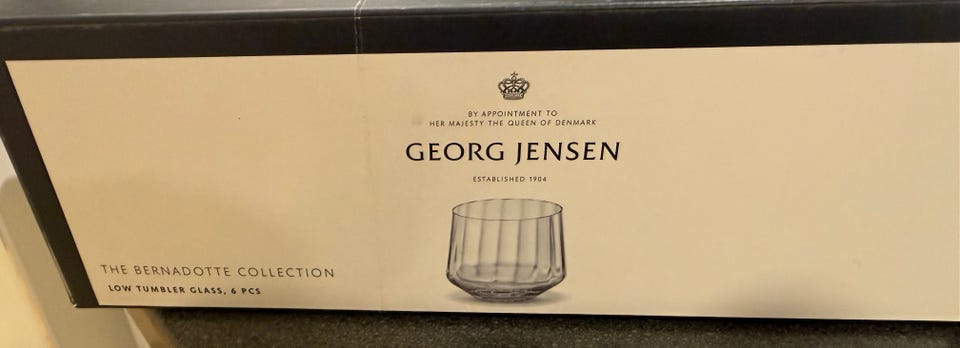 BY APPOINTMENT TO
HER MAJESTY THE QUEEN OF DENMARK
GEORG JENSEN
ESTABLISHED 1904
THE BERNADOTTE COLLECTION
LOW TUMBLER GLASS, 6 PCS